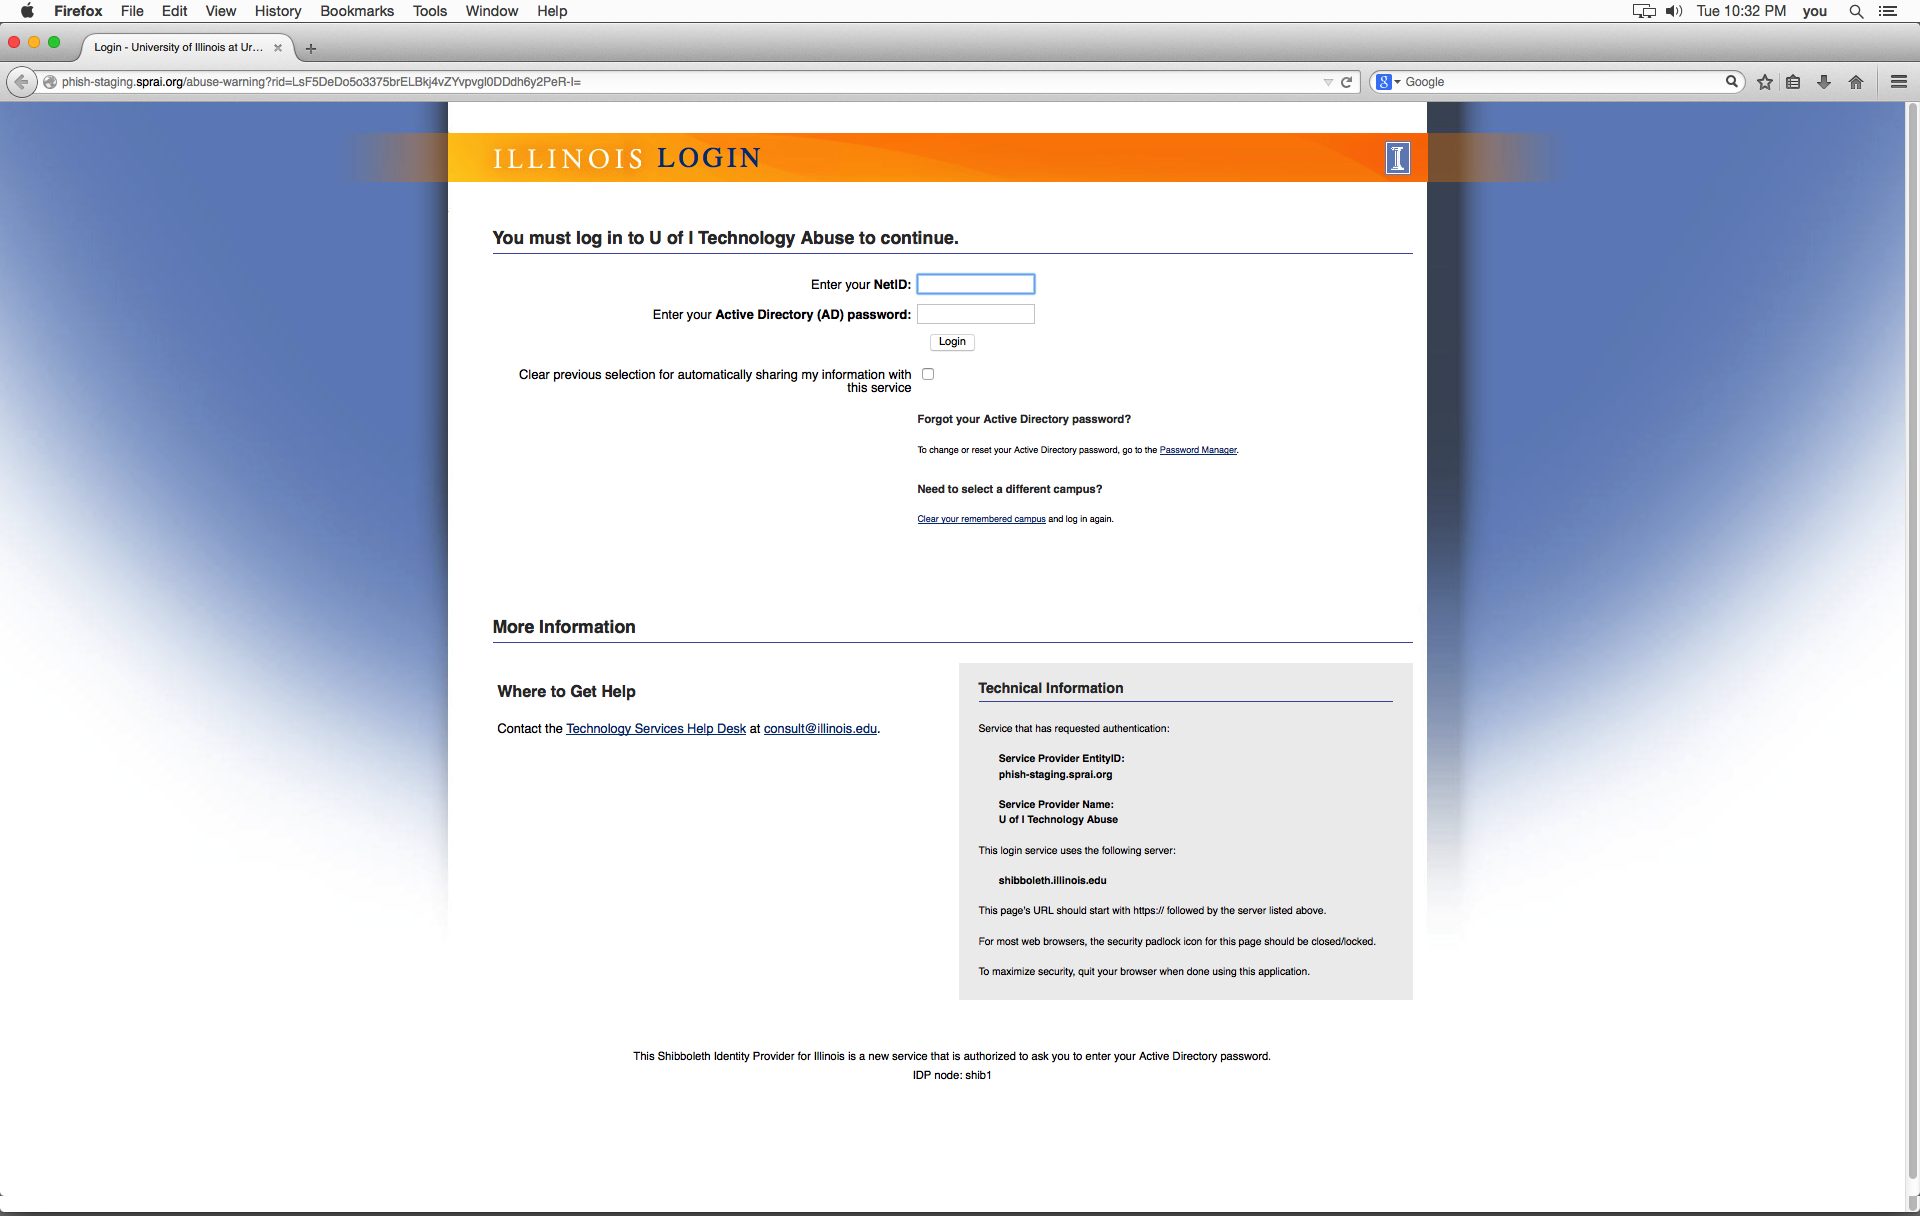 Firefox File Edit View History Bookmarks Tools Window Help Tue 10:32 PM you
Login - University of Illinois at Ur...
phish-staging.sprai.org/abuse-warning?rid=LsF5DeDo5o3375brELBkj4vZYvpvgl0DDdh6y2PeR-I= Google
ILLINOIS LOGIN
You must log in to U of I Technology Abuse to continue.
Enter your NetID:
Enter your Active Directory (AD) password:
Login
Clear previous selection for automatically sharing my information with
this service
Forgot your Active Directory password?
To change or reset your Active Directory password, go to the Password Manager.
Need to select a different campus?
Clear your remembered campus and log in again.
More Information
Where to Get Help
Contact the Technology Services Help Desk at consult@illinois.edu.
Technical Information
Service that has requested authentication:
Service Provider EntityID:
phish-staging.sprai.org
Service Provider Name:
U of I Technology Abuse
This login service uses the following server:
shibboleth.illinois.edu
This page's URL should start with https:// followed by the server listed above.
For most web browsers, the security padlock icon for this page should be closed/locked.
To maximize security, quit your browser when done using this application.
This Shibboleth Identity Provider for Illinois is a new service that is authorized to ask you to enter your Active Directory password.
IDP node: shib1